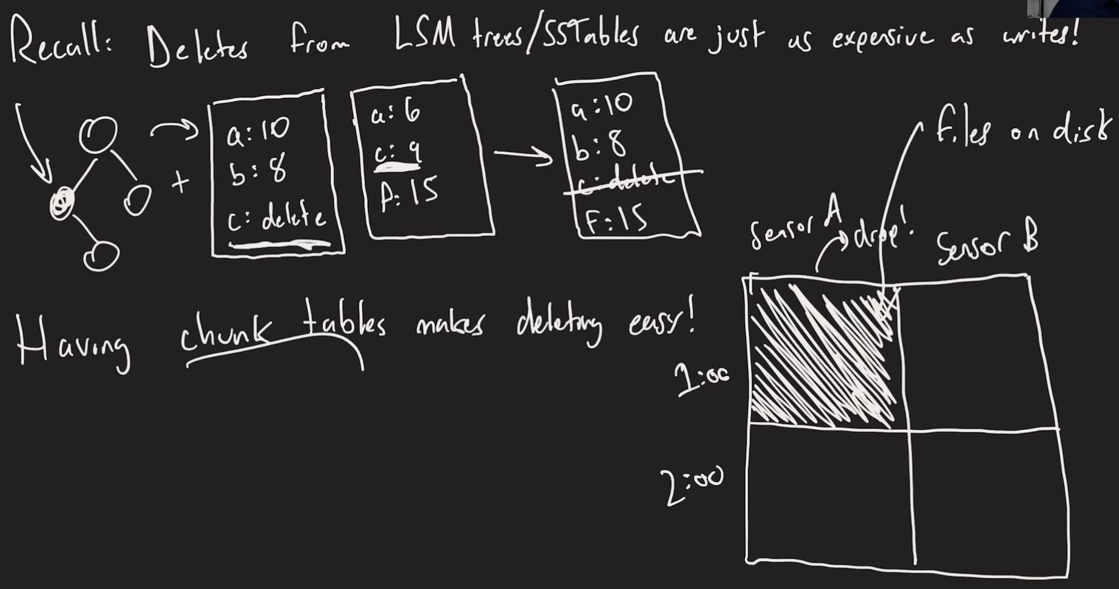 Recall: Deletes from LSM trees/SSTables are just as expensive as writes!
a:10
b:8
c: delete
+
a:6
c:9
F:15
a:10
b:8
c: delete
F:15
files on disk
Sensor A
drop!
Sensor B
Having chunk tables makes deleting easy!
1:00
2:00